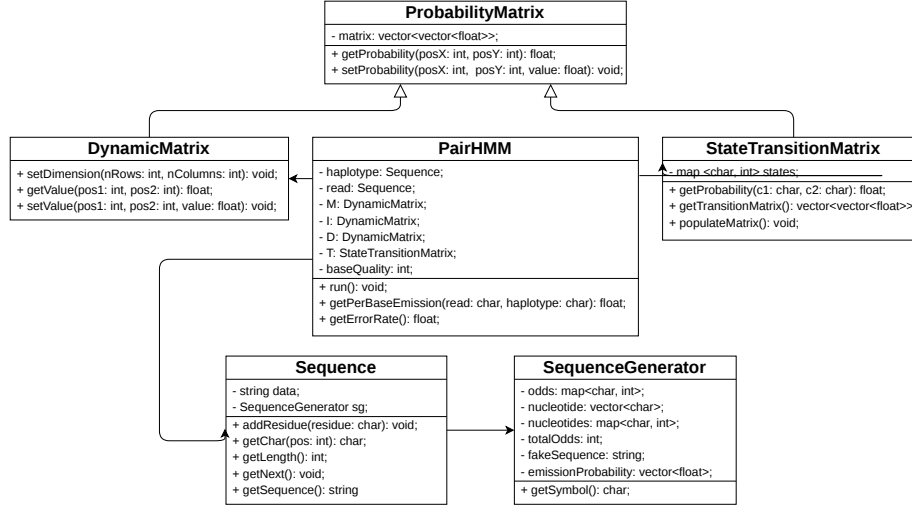 ProbabilityMatrix
- matrix: vector<vector<float>>;
+ getProbability(posX: int, posY: int): float;
+ setProbability(posX: int, posY: int, value: float): void;
DynamicMatrix
+ setDimension(nRows: int, nColumns: int): void;
+ getValue(pos1: int, pos2: int): float;
+ setValue(pos1: int, pos2: int, value: float): void;
PairHMM
- haplotype: Sequence;
- read: Sequence;
- M: DynamicMatrix;
- I: DynamicMatrix;
- D: DynamicMatrix;
- T: StateTransitionMatrix;
- baseQuality: int;
+ run(): void;
+ getPerBaseEmission(read: char, haplotype: char): float;
+ getErrorRate(): float;
StateTransitionMatrix
- map <char, int> states;
+ getProbability(c1: char, c2: char): float;
+ getTransitionMatrix(): vector<vector<float>>
+ populateMatrix(): void;
Sequence
- string data;
- SequenceGenerator sg;
+ addResidue(residue: char): void;
+ getChar(pos: int): char;
+ getLength(): int;
+ getNext(): void;
+ getSequence(): string
SequenceGenerator
- odds: map<char, int>;
- nucleotide: vector<char>;
- nucleotides: map<char, int>;
- totalOdds: int;
- fakeSequence: string;
- emissionProbability: vector<float>;
+ getSymbol(): char;